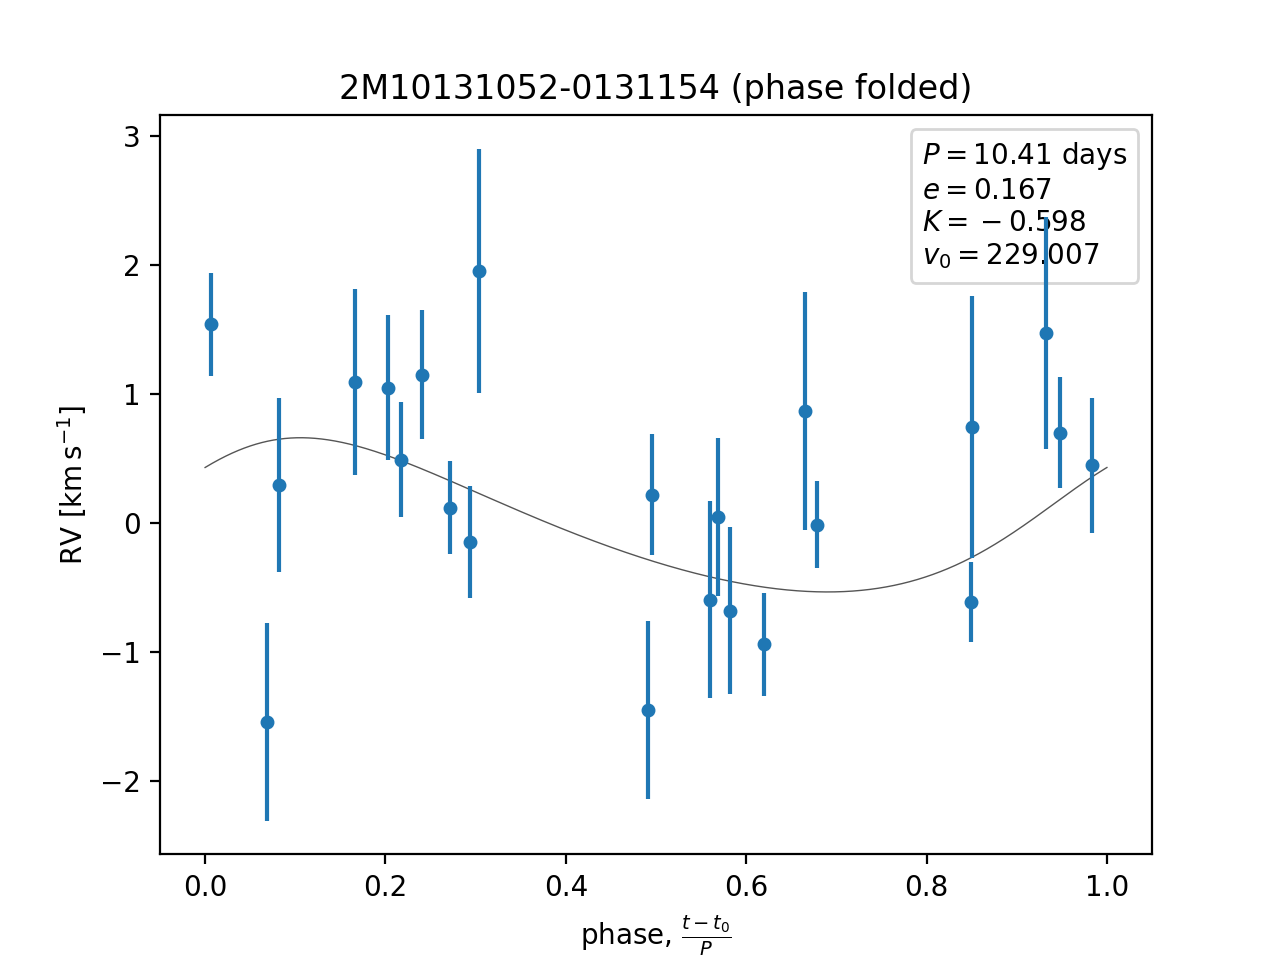 2M10131052-0131154 (phase folded)
P = 10.41 days
e = 0.167
K = −0.598
v₀ = 229.007
3
2
1
0
−1
−2
RV [km s⁻¹]
0.0 0.2 0.4 0.6 0.8 1.0
phase, (t − t₀)/P